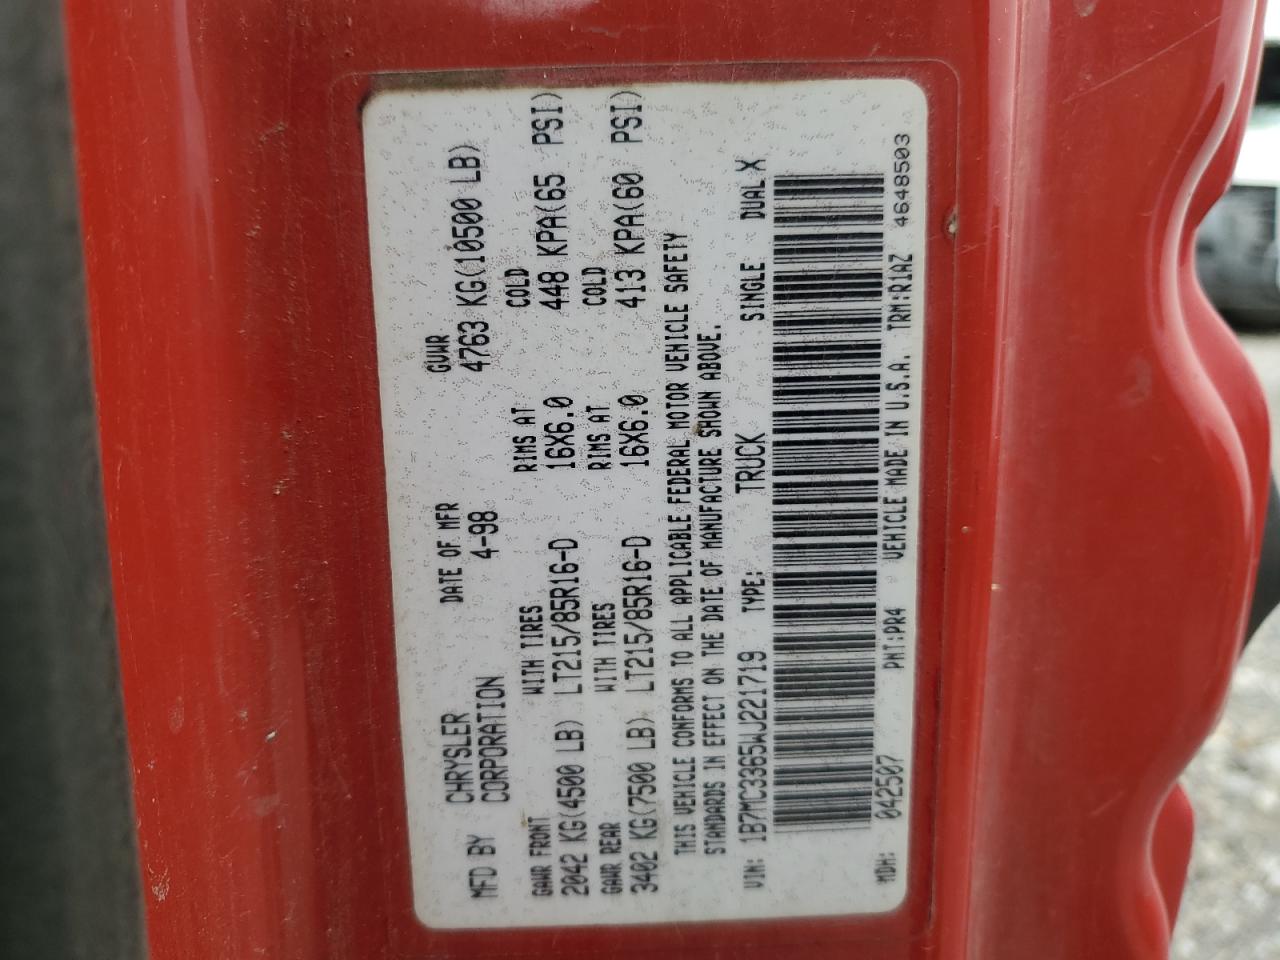 MFD BY CHRYSLER CORPORATION DATE OF MFR 4-98 GVWR 4763 KG(10500 LB)
GAWR FRONT WITH TIRES RIMS AT COLD
2042 KG(4500 LB) LT215/85R16-D 16X6.0 448 KPA(65 PSI)
GAWR REAR WITH TIRES RIMS AT COLD
3402 KG(7500 LB) LT215/85R16-D 16X6.0 413 KPA(60 PSI)
THIS VEHICLE CONFORMS TO ALL APPLICABLE FEDERAL MOTOR VEHICLE SAFETY
STANDARDS IN EFFECT ON THE DATE OF MANUFACTURE SHOWN ABOVE.
VIN: 1B7MC3365WJ221719 TYPE: TRUCK SINGLE DUAL X
MDH: 042507 PNT:PR4 VEHICLE MADE IN U.S.A. TRM:R1AZ 4648503